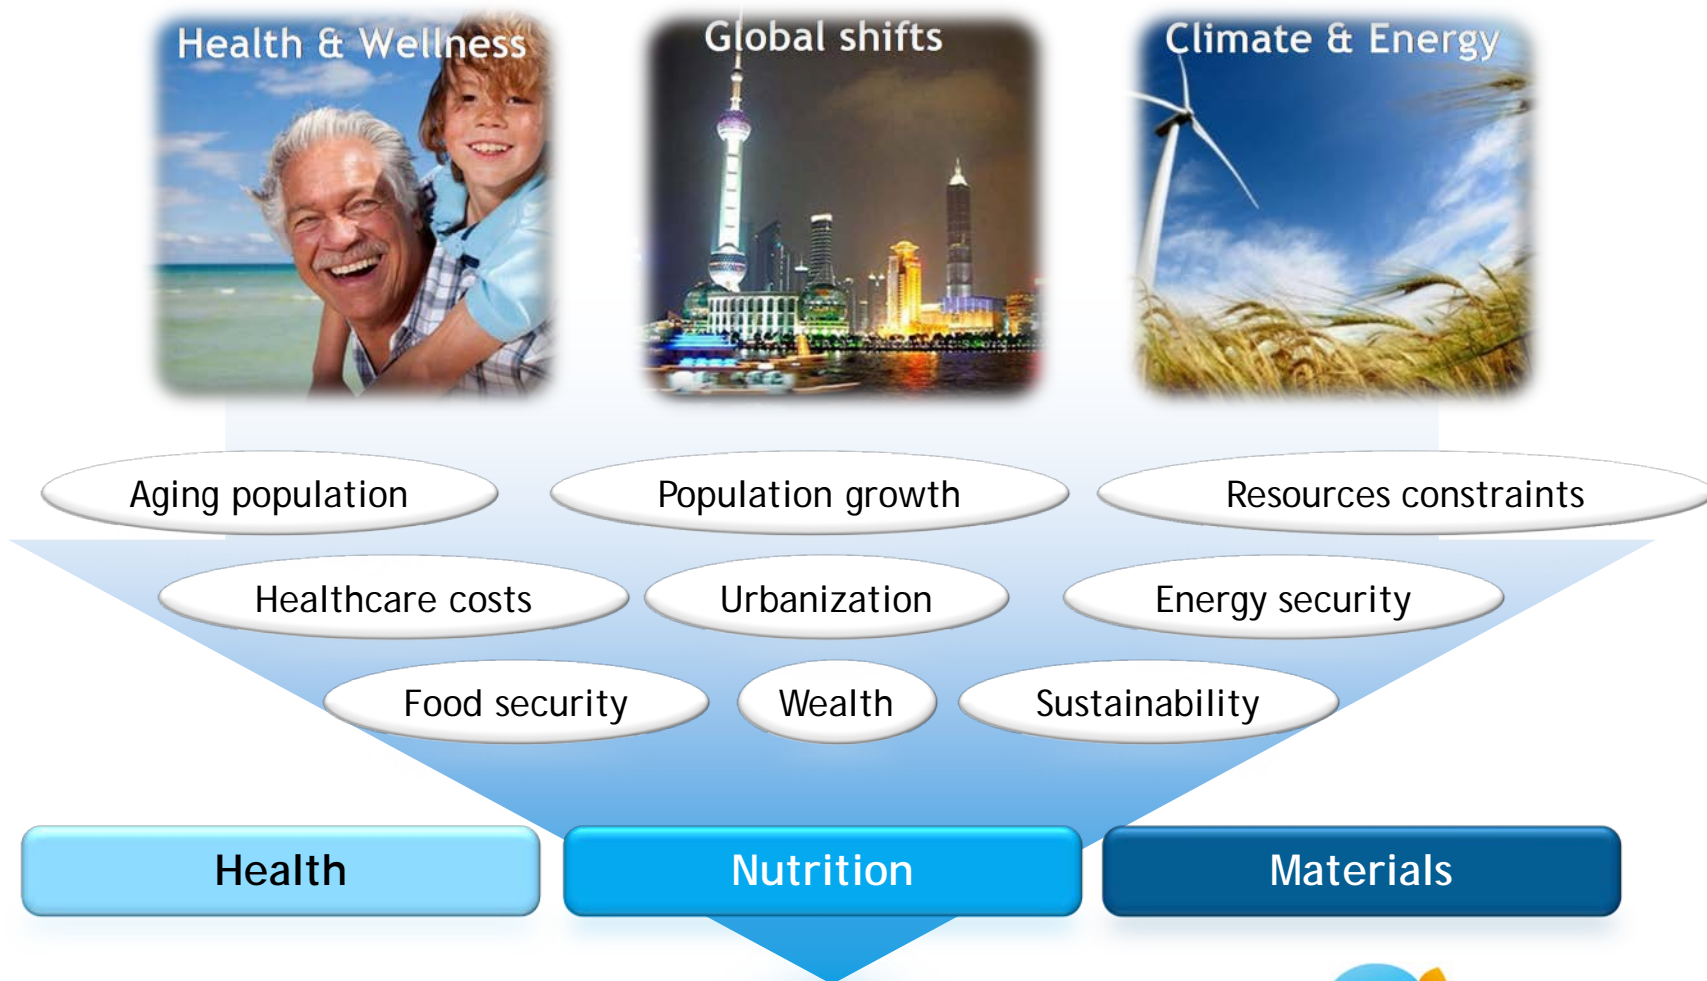 Health & Wellness
Global shifts
Climate & Energy
Aging population
Population growth
Resources constraints
Healthcare costs
Urbanization
Energy security
Food security
Wealth
Sustainability
Health
Nutrition
Materials